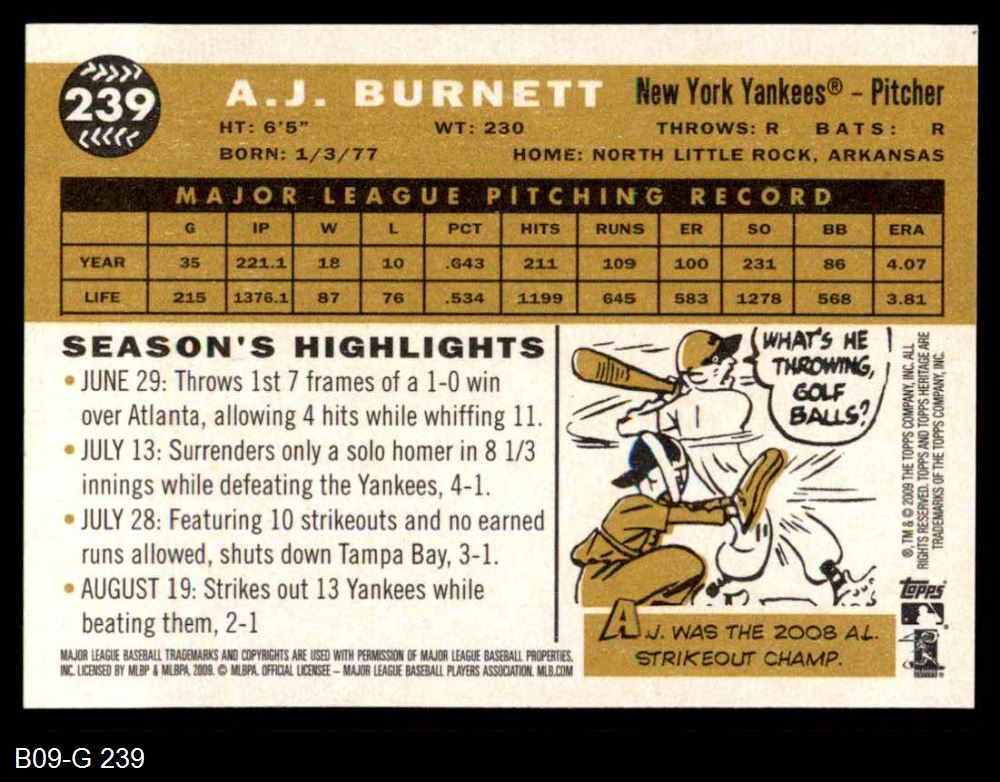 239
A.J. BURNETT New York Yankees® – Pitcher
HT: 6'5" WT: 230 THROWS: R BATS: R
BORN: 1/3/77 HOME: NORTH LITTLE ROCK, ARKANSAS
MAJOR LEAGUE PITCHING RECORD
G IP W L PCT HITS RUNS ER SO BB ERA
YEAR 35 221.1 18 10 .643 211 109 100 231 86 4.07
LIFE 215 1376.1 87 76 .534 1199 645 583 1278 568 3.81
SEASON'S HIGHLIGHTS
• JUNE 29: Throws 1st 7 frames of a 1-0 win
over Atlanta, allowing 4 hits while whiffing 11.
• JULY 13: Surrenders only a solo homer in 8 1/3
innings while defeating the Yankees, 4-1.
• JULY 28: Featuring 10 strikeouts and no earned
runs allowed, shuts down Tampa Bay, 3-1.
• AUGUST 19: Strikes out 13 Yankees while
beating them, 2-1
MAJOR LEAGUE BASEBALL TRADEMARKS AND COPYRIGHTS ARE USED WITH PERMISSION OF MAJOR LEAGUE BASEBALL PROPERTIES,
INC. LICENSED BY MLBP & MLBPA, 2009. © MLBPA. OFFICIAL LICENSEE – MAJOR LEAGUE BASEBALL PLAYERS ASSOCIATION. MLB.COM
WHAT'S HE
THROWING,
GOLF
BALLS?
A.J. WAS THE 2008 A.L.
STRIKEOUT CHAMP.
®, TM & © 2009 THE TOPPS COMPANY, INC. ALL
RIGHTS RESERVED. TOPPS AND TOPPS HERITAGE ARE
TRADEMARKS OF THE TOPPS COMPANY, INC.
topps
B09-G 239